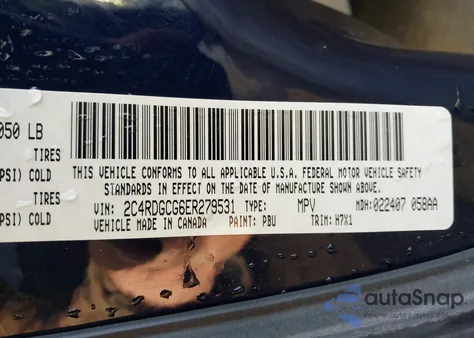 050 LB
TIRES
PSI) COLD
TIRES
PSI) COLD
THIS VEHICLE CONFORMS TO ALL APPLICABLE U.S.A. FEDERAL MOTOR VEHICLE SAFETY
STANDARDS IN EFFECT ON THE DATE OF MANUFACTURE SHOWN ABOVE.
VIN: 2C4RDGCG6ER279531 TYPE: MPV MDH: 022407 058AA
VEHICLE MADE IN CANADA PAINT: PBU TRIM: H7X1
autaSnap